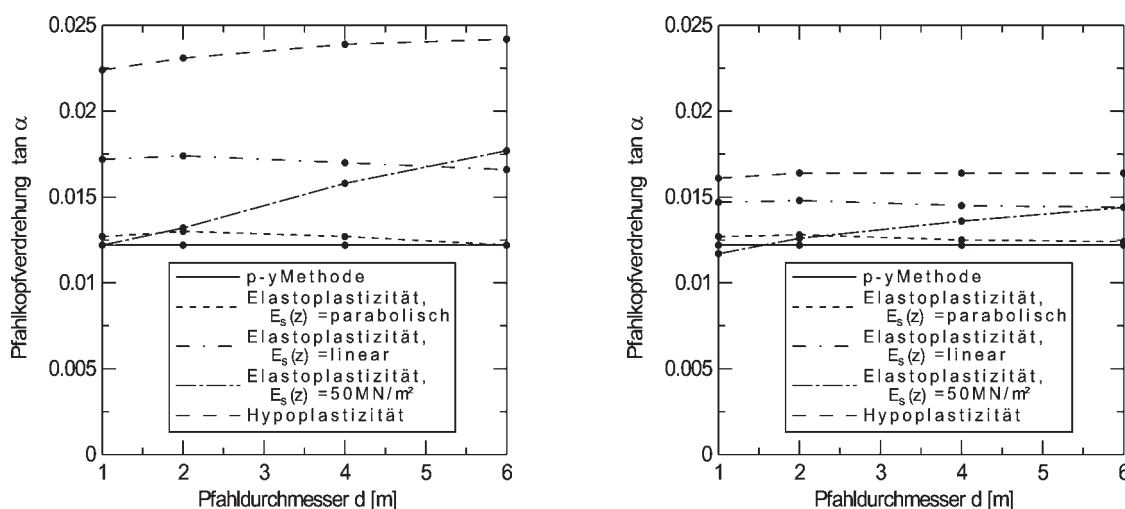 0.025
0.02
0.015
0.01
0.005
0
Pfahlkopfverdrehung tan α
p-yMethode
Elastoplastizität,
Es(z) =parabolisch
Elastoplastizität,
Es(z) =linear
Elastoplastizität,
Es(z) =50MN/m²
Hypoplastizität
1 2 3 4 5 6
Pfahldurchmesser d [m]
0.025
0.02
0.015
0.01
0.005
0
Pfahlkopfverdrehung tan α
p-yMethode
Elastoplastizität,
Es(z) =parabolisch
Elastoplastizität,
Es(z) =linear
Elastoplastizität,
Es(z) =50MN/m²
Hypoplastizität
1 2 3 4 5 6
Pfahldurchmesser d [m]